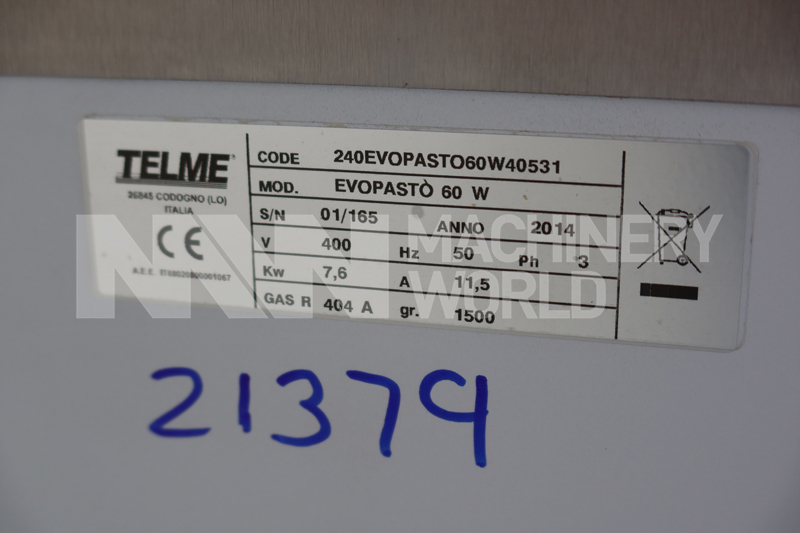 TELME
26845 CODOGNO (LO)
ITALIA
CE
CODE 240EVOPASTO60W40531
MOD. EVOPASTÒ 60 W
S/N 01/165 ANNO 2014
V 400 Hz 50 Ph 3
Kw 7,6 A 11,5
GAS R 404 A gr. 1500
A.E.E.
MACHINERY
WORLD
21379